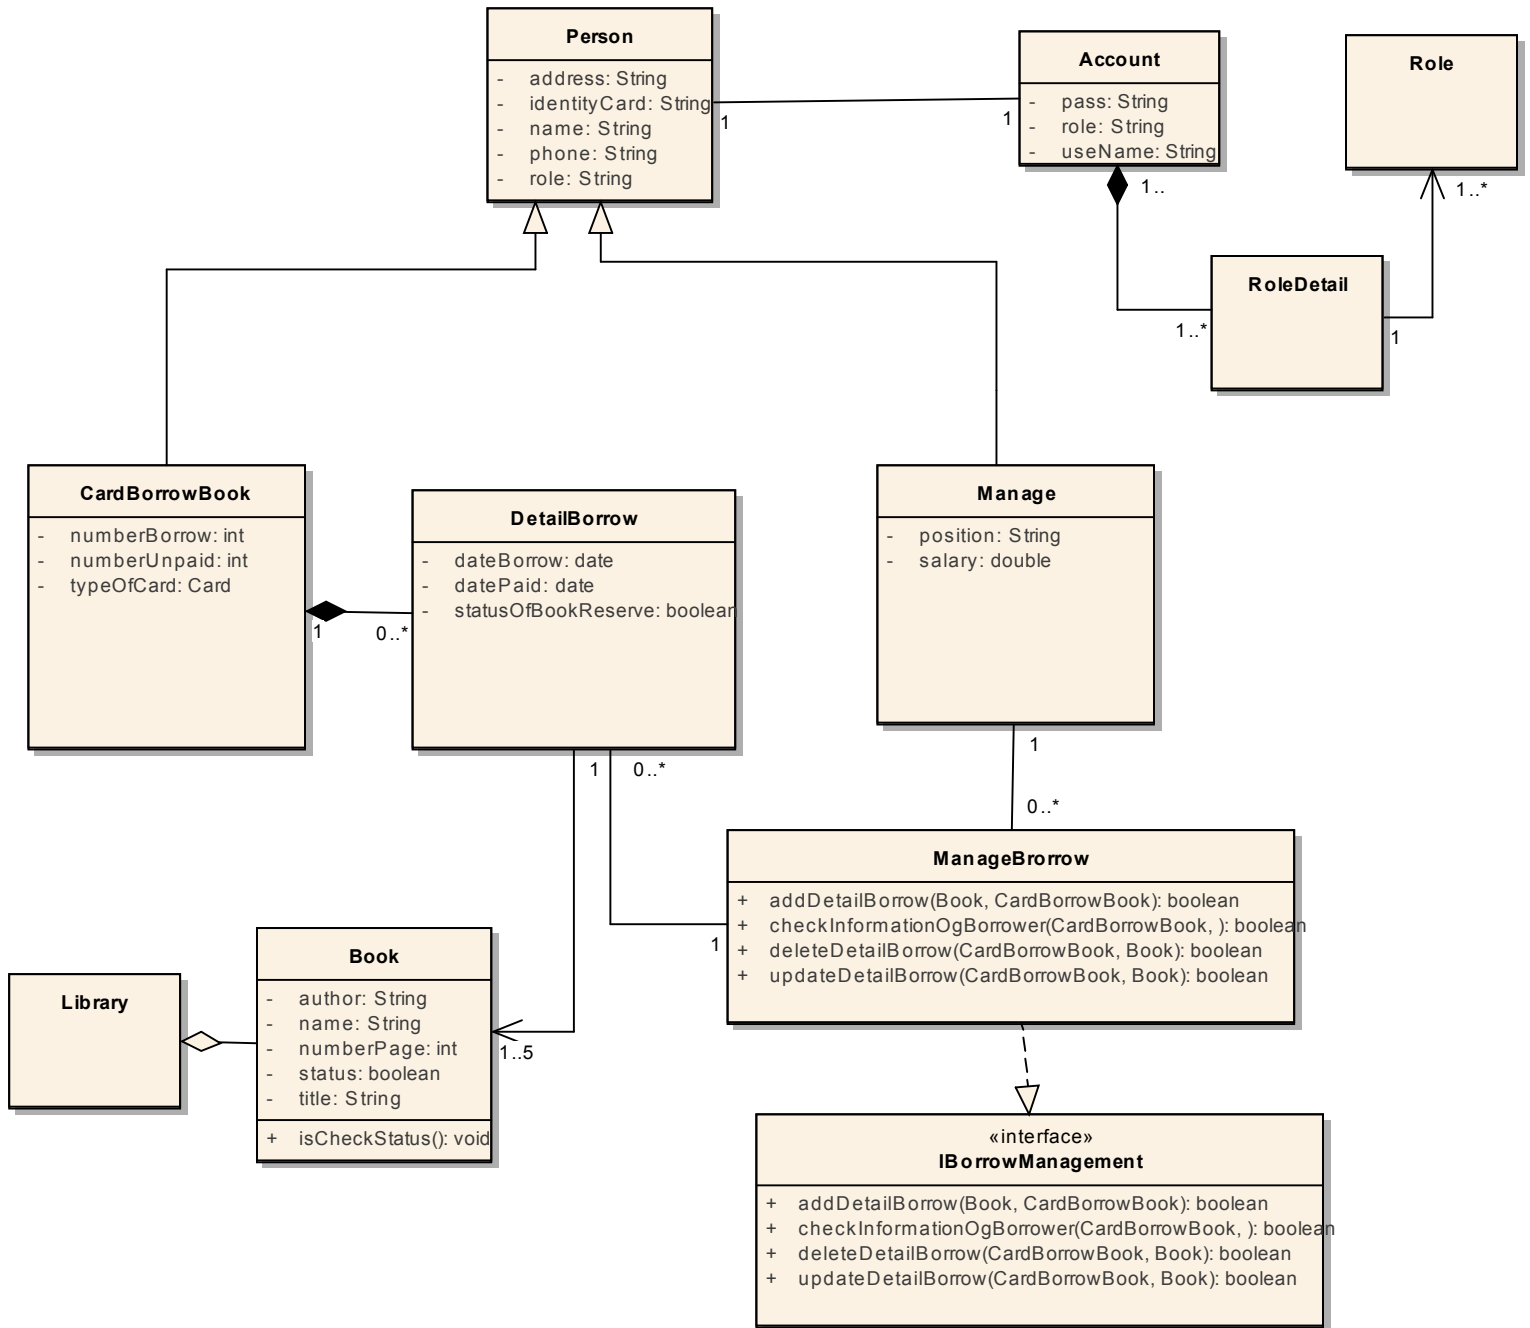 Person
- address: String
- identityCard: String
- name: String
- phone: String
- role: String
1
1
Account
- pass: String
- role: String
- useName: String
1..
1..*
Role
1..*
RoleDetail
1
CardBorrowBook
- numberBorrow: int
- numberUnpaid: int
- typeOfCard: Card
1
0..*
DetailBorrow
- dateBorrow: date
- datePaid: date
- statusOfBookReserve: boolean
1
0..*
Manage
- position: String
- salary: double
1
0..*
ManageBrorrow
+ addDetailBorrow(Book, CardBorrowBook): boolean
+ checkInformationOgBorrower(CardBorrowBook, ): boolean
+ deleteDetailBorrow(CardBorrowBook, Book): boolean
+ updateDetailBorrow(CardBorrowBook, Book): boolean
1
Library
Book
- author: String
- name: String
- numberPage: int
- status: boolean
- title: String
+ isCheckStatus(): void
1..5
«interface»
IBorrowManagement
+ addDetailBorrow(Book, CardBorrowBook): boolean
+ checkInformationOgBorrower(CardBorrowBook, ): boolean
+ deleteDetailBorrow(CardBorrowBook, Book): boolean
+ updateDetailBorrow(CardBorrowBook, Book): boolean